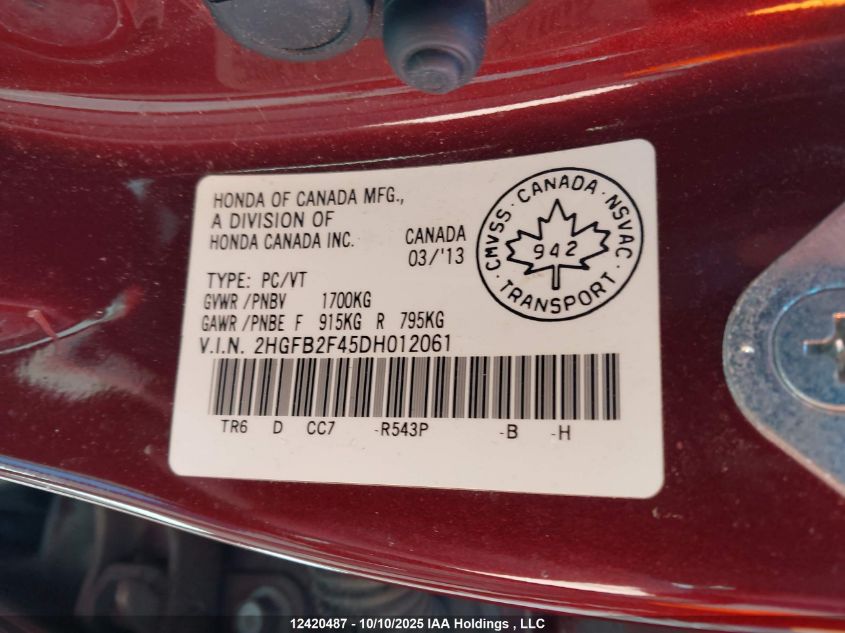 HONDA OF CANADA MFG.,
A DIVISION OF
HONDA CANADA INC.
CANADA
03/'13
CMVSS · CANADA · NSVAC
942
· TRANSPORT ·
TYPE: PC/VT
GVWR /PNBV 1700KG
GAWR /PNBE F 915KG R 795KG
V.I.N. 2HGFB2F45DH012061
TR6 D CC7 -R543P -B -H
12420487 - 10/10/2025 IAA Holdings , LLC